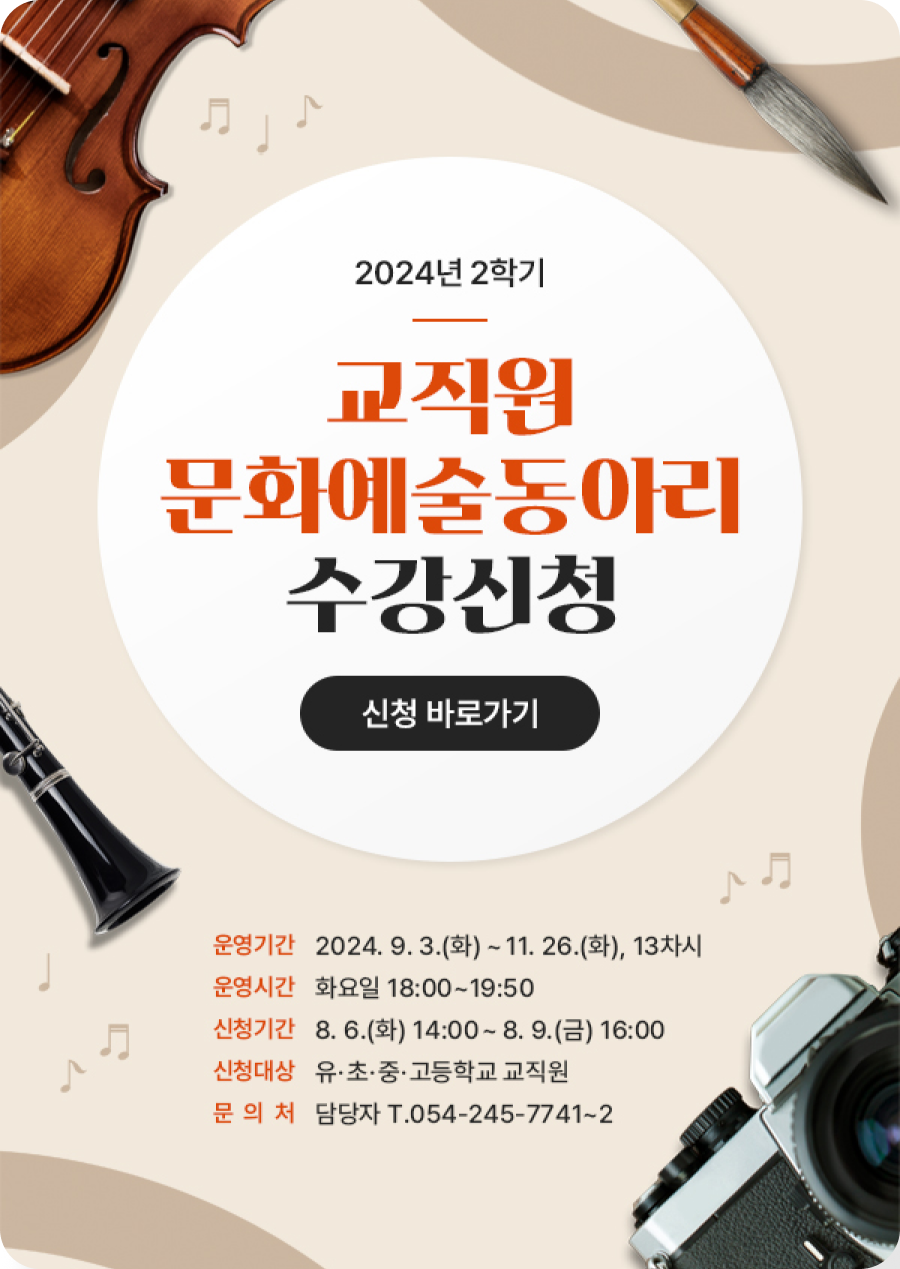 2024년 2학기
교직원
문화예술동아리
수강신청
신청 바로가기
운영기간 2024. 9. 3.(화) ~ 11. 26.(화), 13차시
운영시간 화요일 18:00~19:50
신청기간 8. 6.(화) 14:00 ~ 8. 9.(금) 16:00
신청대상 유·초·중·고등학교 교직원
문 의 처 담당자 T.054-245-7741~2